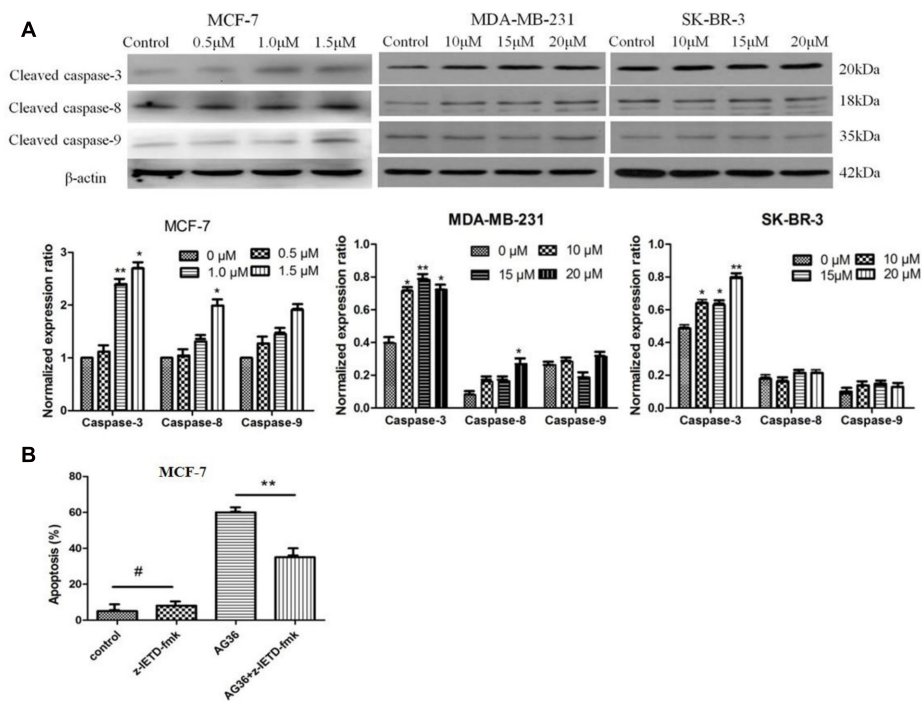 A
MCF-7 MDA-MB-231 SK-BR-3
Control 0.5μM 1.0μM 1.5μM Control 10μM 15μM 20μM Control 10μM 15μM 20μM
Cleaved caspase-3 20kDa
Cleaved caspase-8 18kDa
Cleaved caspase-9 35kDa
β-actin 42kDa
MCF-7
Normalized expression ratio
0 μM 0.5 μM
1.0 μM 1.5 μM
3
2
1
0
** *
*
Caspase-3 Caspase-8 Caspase-9
MDA-MB-231
Normalized expression ratio
0 μM 10 μM
15 μM 20 μM
1.0
0.8
0.6
0.4
0.2
0.0
* ** *
*
Caspase-3 Caspase-8 Caspase-9
SK-BR-3
Normalized expression ratio
0 μM 10 μM
15μM 20 μM
1.0
0.8
0.6
0.4
0.2
0.0
* * **
Caspase-3 Caspase-8 Caspase-9
B
MCF-7
Apoptosis (%)
80
60
40
20
0
#
**
control
z-IETD-fmk
AG36
AG36+z-IETD-fmk